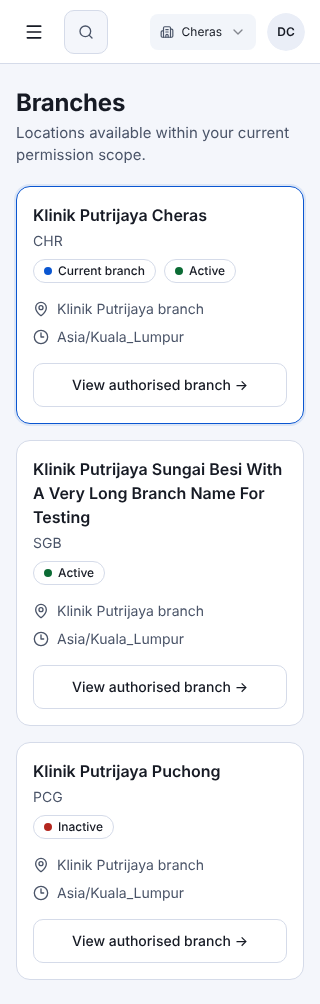 Cheras
DC
Branches
Locations available within your current
permission scope.
Klinik Putrijaya Cheras
CHR
Current branch
Active
Klinik Putrijaya branch
Asia/Kuala_Lumpur
View authorised branch →
Klinik Putrijaya Sungai Besi With
A Very Long Branch Name For
Testing
SGB
Active
Klinik Putrijaya branch
Asia/Kuala_Lumpur
View authorised branch →
Klinik Putrijaya Puchong
PCG
Inactive
Klinik Putrijaya branch
Asia/Kuala_Lumpur
View authorised branch →